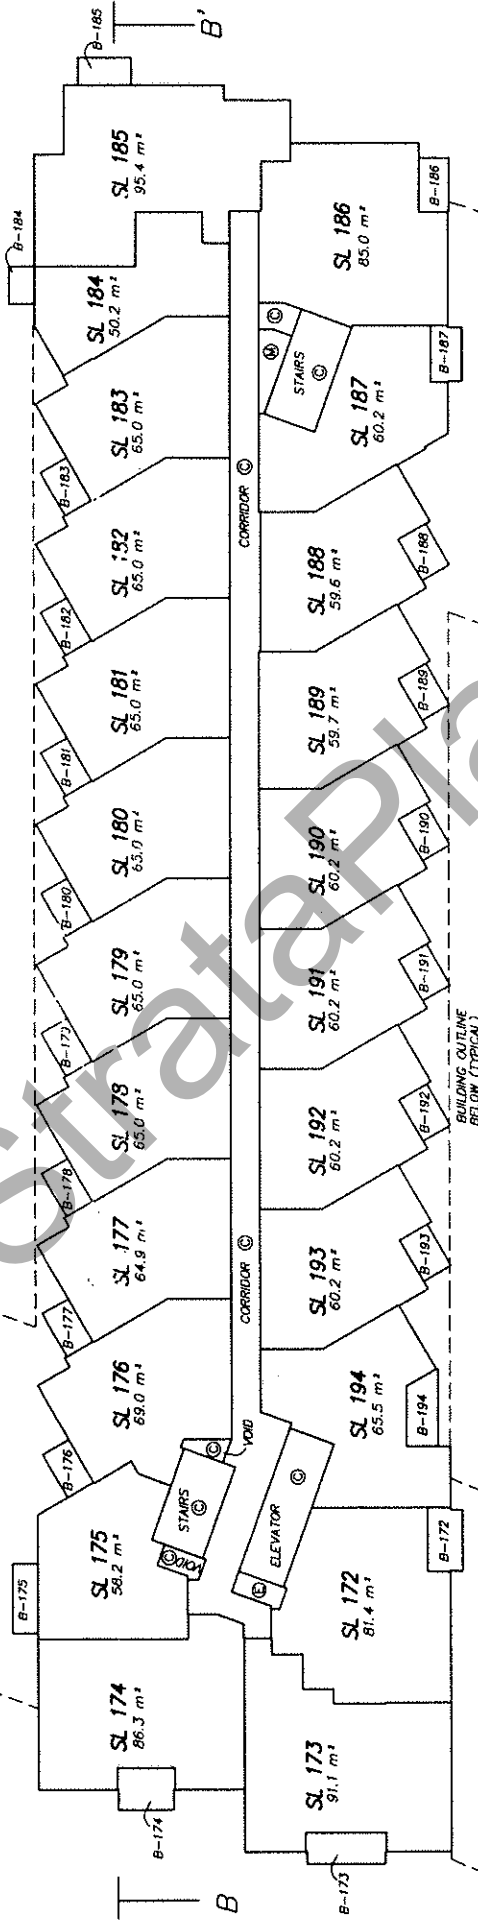 B'
B-185
SL 185
95.4 m²
B-184
SL 184
50.2 m²
SL 186
85.0 m²
B-186
B-187
SL 187
60.2 m²
STAIRS
C
M
C
SL 183
65.0 m²
B-183
CORRIDOR C
SL 182
65.0 m²
B-182
SL 188
59.6 m²
B-188
SL 181
65.0 m²
B-181
SL 189
59.7 m²
B-189
SL 180
65.0 m²
B-180
SL 190
60.2 m²
B-190
SL 179
65.0 m²
B-179
SL 191
60.2 m²
B-191
SL 178
65.0 m²
B-178
SL 192
60.2 m²
B-192
BUILDING OUTLINE
BELOW (TYPICAL)
SL 177
64.9 m²
B-177
CORRIDOR C
SL 193
60.2 m²
B-193
SL 176
69.0 m²
B-176
SL 194
65.5 m²
B-194
VOID
C
STAIRS
C
VOID
C
ELEVATOR
C
E
SL 175
58.2 m²
B-175
SL 172
81.4 m²
B-172
SL 174
86.3 m²
B-174
SL 173
91.1 m²
B-173
B
StrataPla